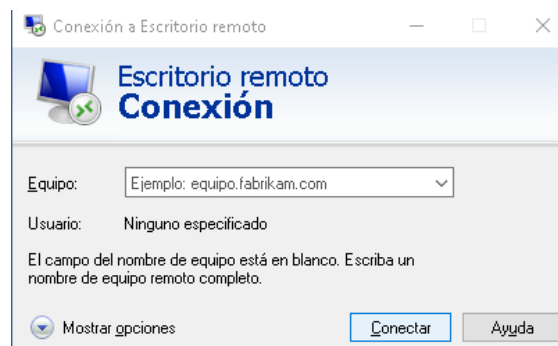 Conexión a Escritorio remoto
Escritorio remoto
Conexión
Equipo: Ejemplo: equipo.fabrikam.com
Usuario: Ninguno especificado
El campo del nombre de equipo está en blanco. Escriba un
nombre de equipo remoto completo.
Mostrar opciones Conectar Ayuda